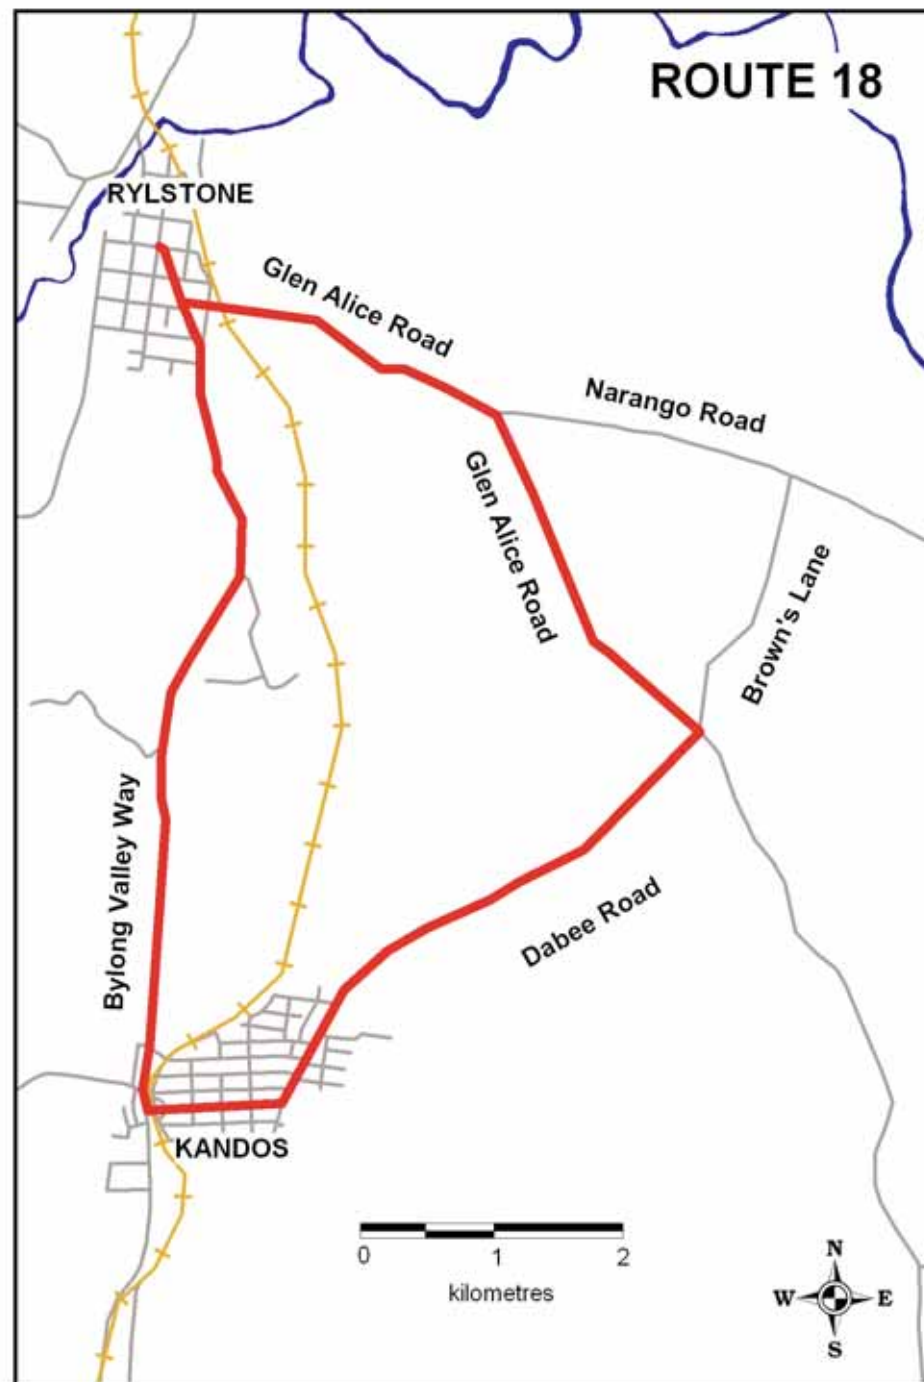 ROUTE 18
RYLSTONE
Glen Alice Road
Narango Road
Glen Alice Road
Brown's Lane
Bylong Valley Way
Dabee Road
KANDOS
0 1 2
kilometres
N
W E
S